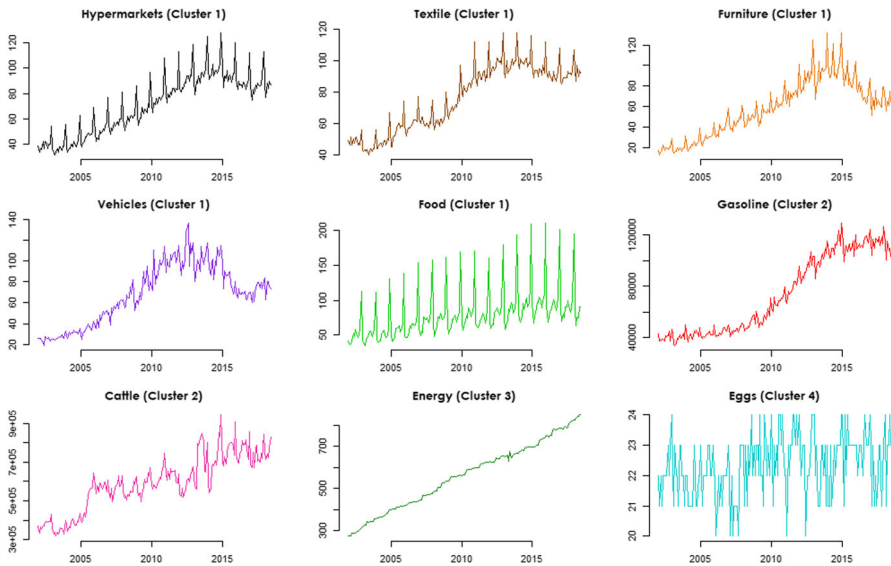 Hypermarkets (Cluster 1)
120
100
80
60
40
2005 2010 2015
Textile (Cluster 1)
120
100
80
60
40
2005 2010 2015
Furniture (Cluster 1)
120
100
80
60
40
20
2005 2010 2015
Vehicles (Cluster 1)
140
100
80
60
40
20
2005 2010 2015
Food (Cluster 1)
200
150
100
50
2005 2010 2015
Gasoline (Cluster 2)
120000
80000
40000
2005 2010 2015
Cattle (Cluster 2)
9e+05
7e+05
5e+05
3e+05
2005 2010 2015
Energy (Cluster 3)
700
500
300
2005 2010 2015
Eggs (Cluster 4)
24
23
22
21
20
2005 2010 2015